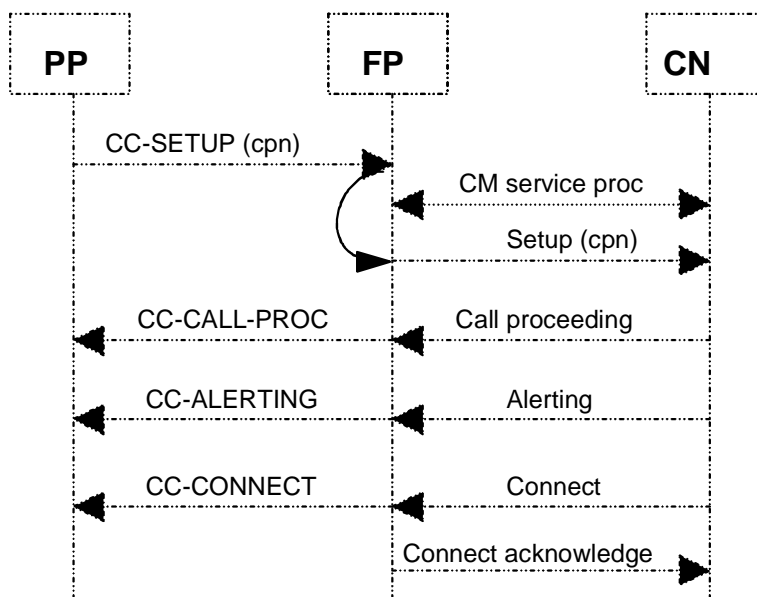 PP
FP
CN
CC-SETUP (cpn)
CM service proc
Setup (cpn)
CC-CALL-PROC
Call proceeding
CC-ALERTING
Alerting
CC-CONNECT
Connect
Connect acknowledge